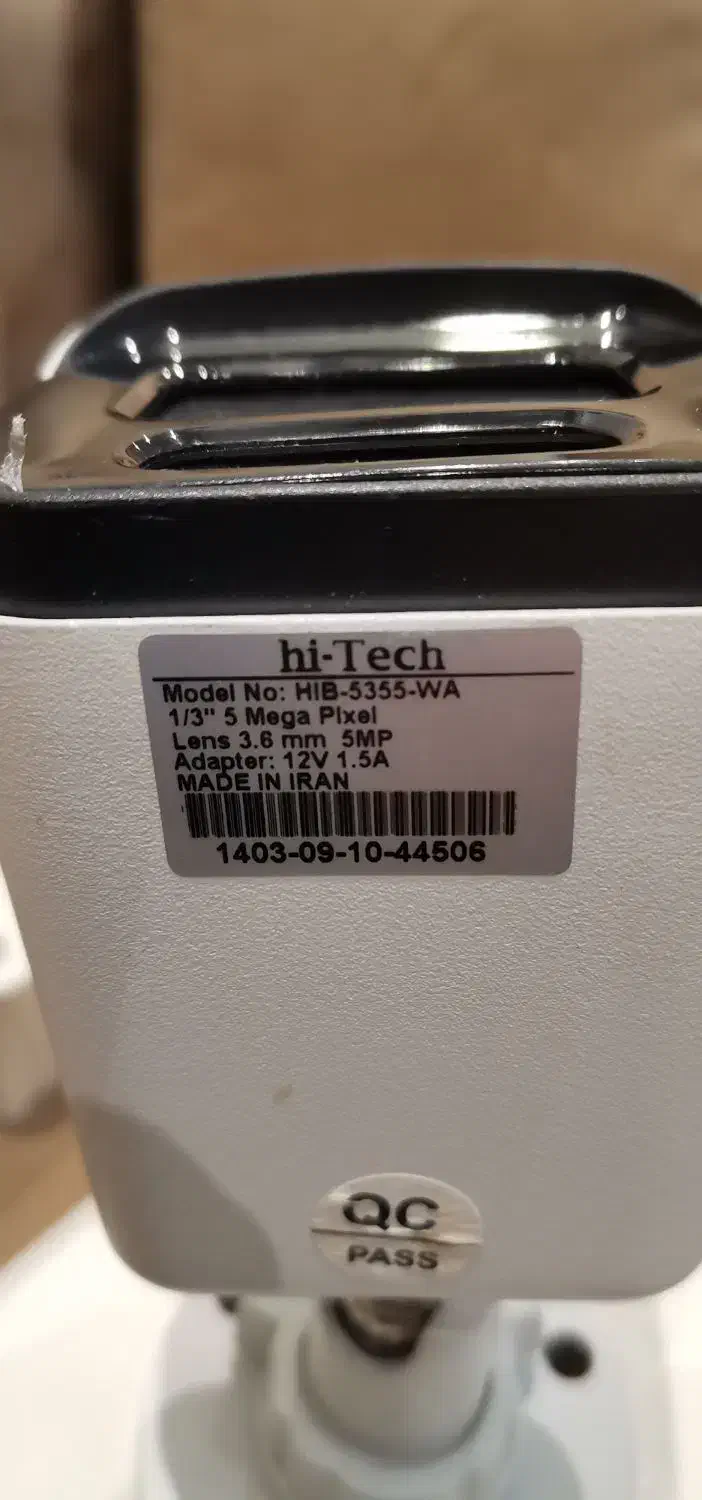 hi-Tech
Model No: HIB-5355-WA
1/3" 5 Mega Pixel
Lens 3.6 mm 5MP
Adapter: 12V 1.5A
MADE IN IRAN
1403-09-10-44506
QC
PASS